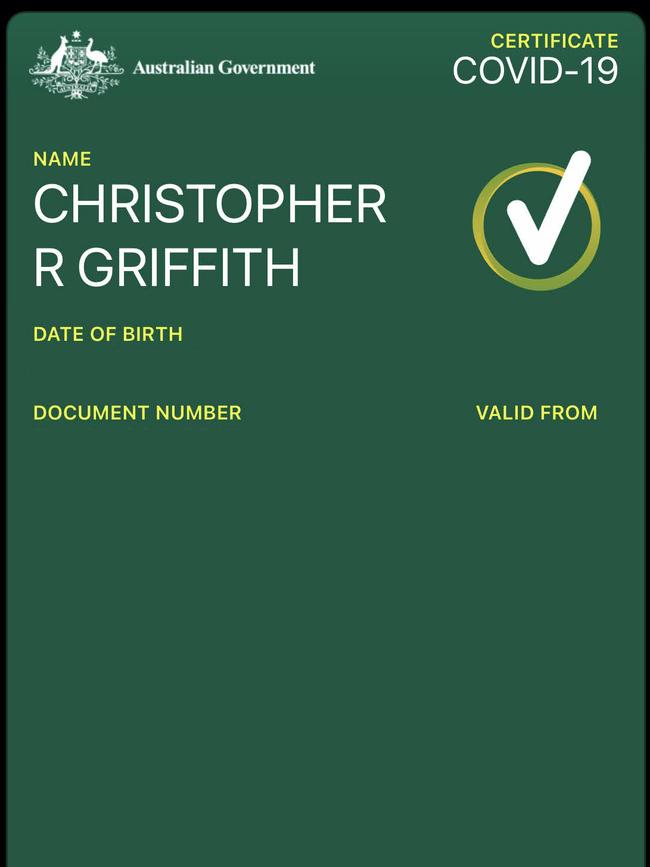 Australian Government
CERTIFICATE
COVID-19
NAME
CHRISTOPHER
R GRIFFITH
DATE OF BIRTH
DOCUMENT NUMBER
VALID FROM